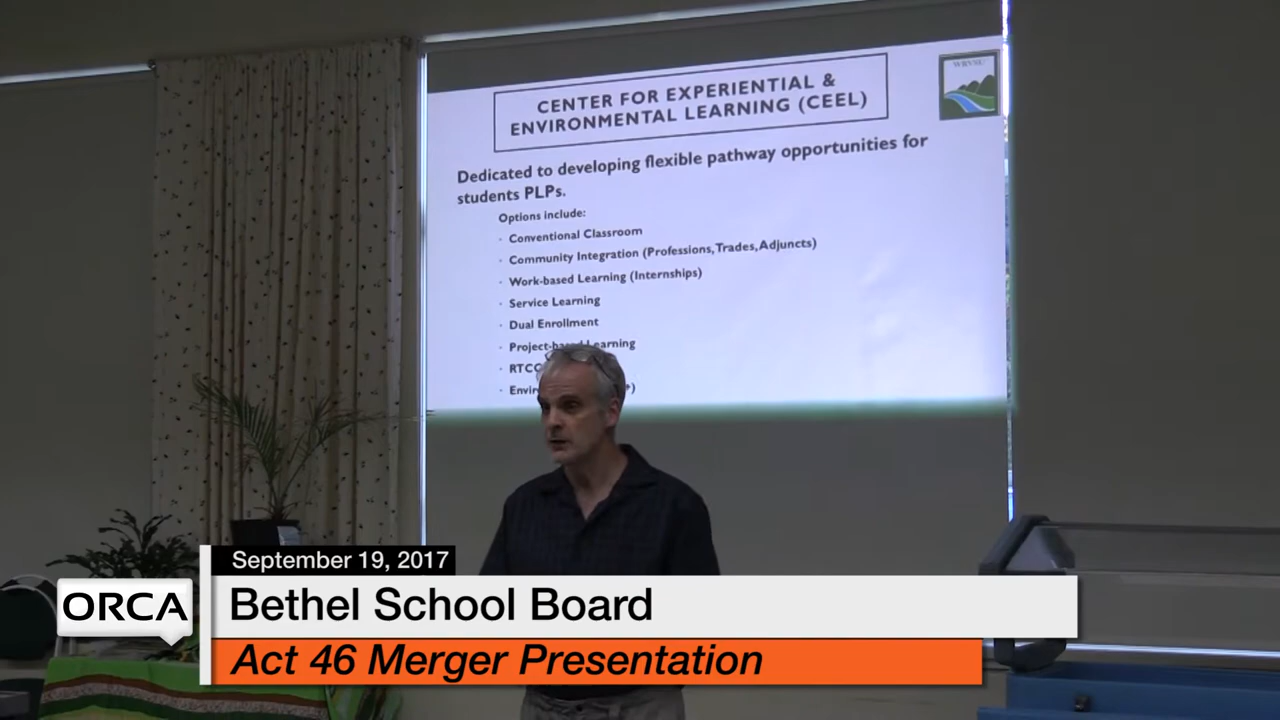 WRVSU
CENTER FOR EXPERIENTIAL &
ENVIRONMENTAL LEARNING (CEEL)
Dedicated to developing flexible pathway opportunities for
students PLPs.
Options include:
· Conventional Classroom
· Community Integration (Professions, Trades, Adjuncts)
· Work-based Learning (Internships)
· Service Learning
· Dual Enrollment
· Project-based Learning
· RTCC
September 19, 2017
ORCA
Bethel School Board
Act 46 Merger Presentation